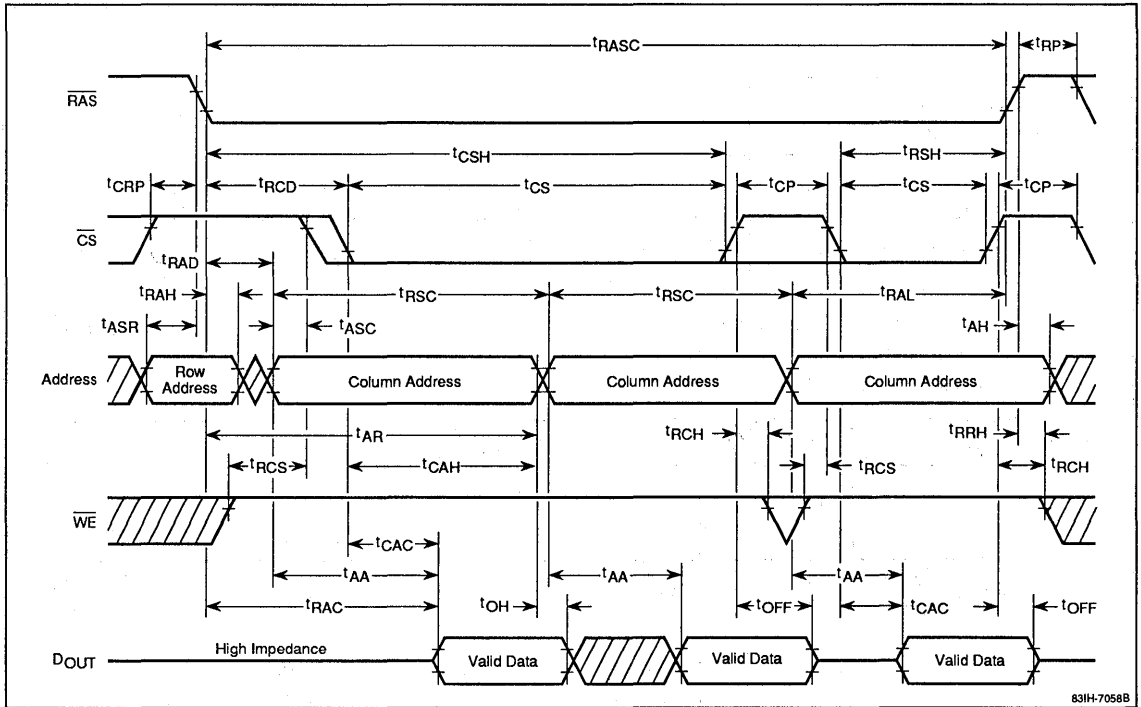 tRASC tRP
RAS
tCSH tRSH
tCRP tRCD tCS tCP tCS tCP
CS
tRAD
tRAH tRSC tRSC tRAL
tASR tASC tAH
Address Row Address Column Address Column Address Column Address
tAR tRCH tRRH
tRCS tCAH tRCS tRCH
WE
tCAC
tAA tAA tAA
tRAC tOH tOFF tCAC tOFF
DOUT High Impedance Valid Data Valid Data Valid Data
83IH-7058B